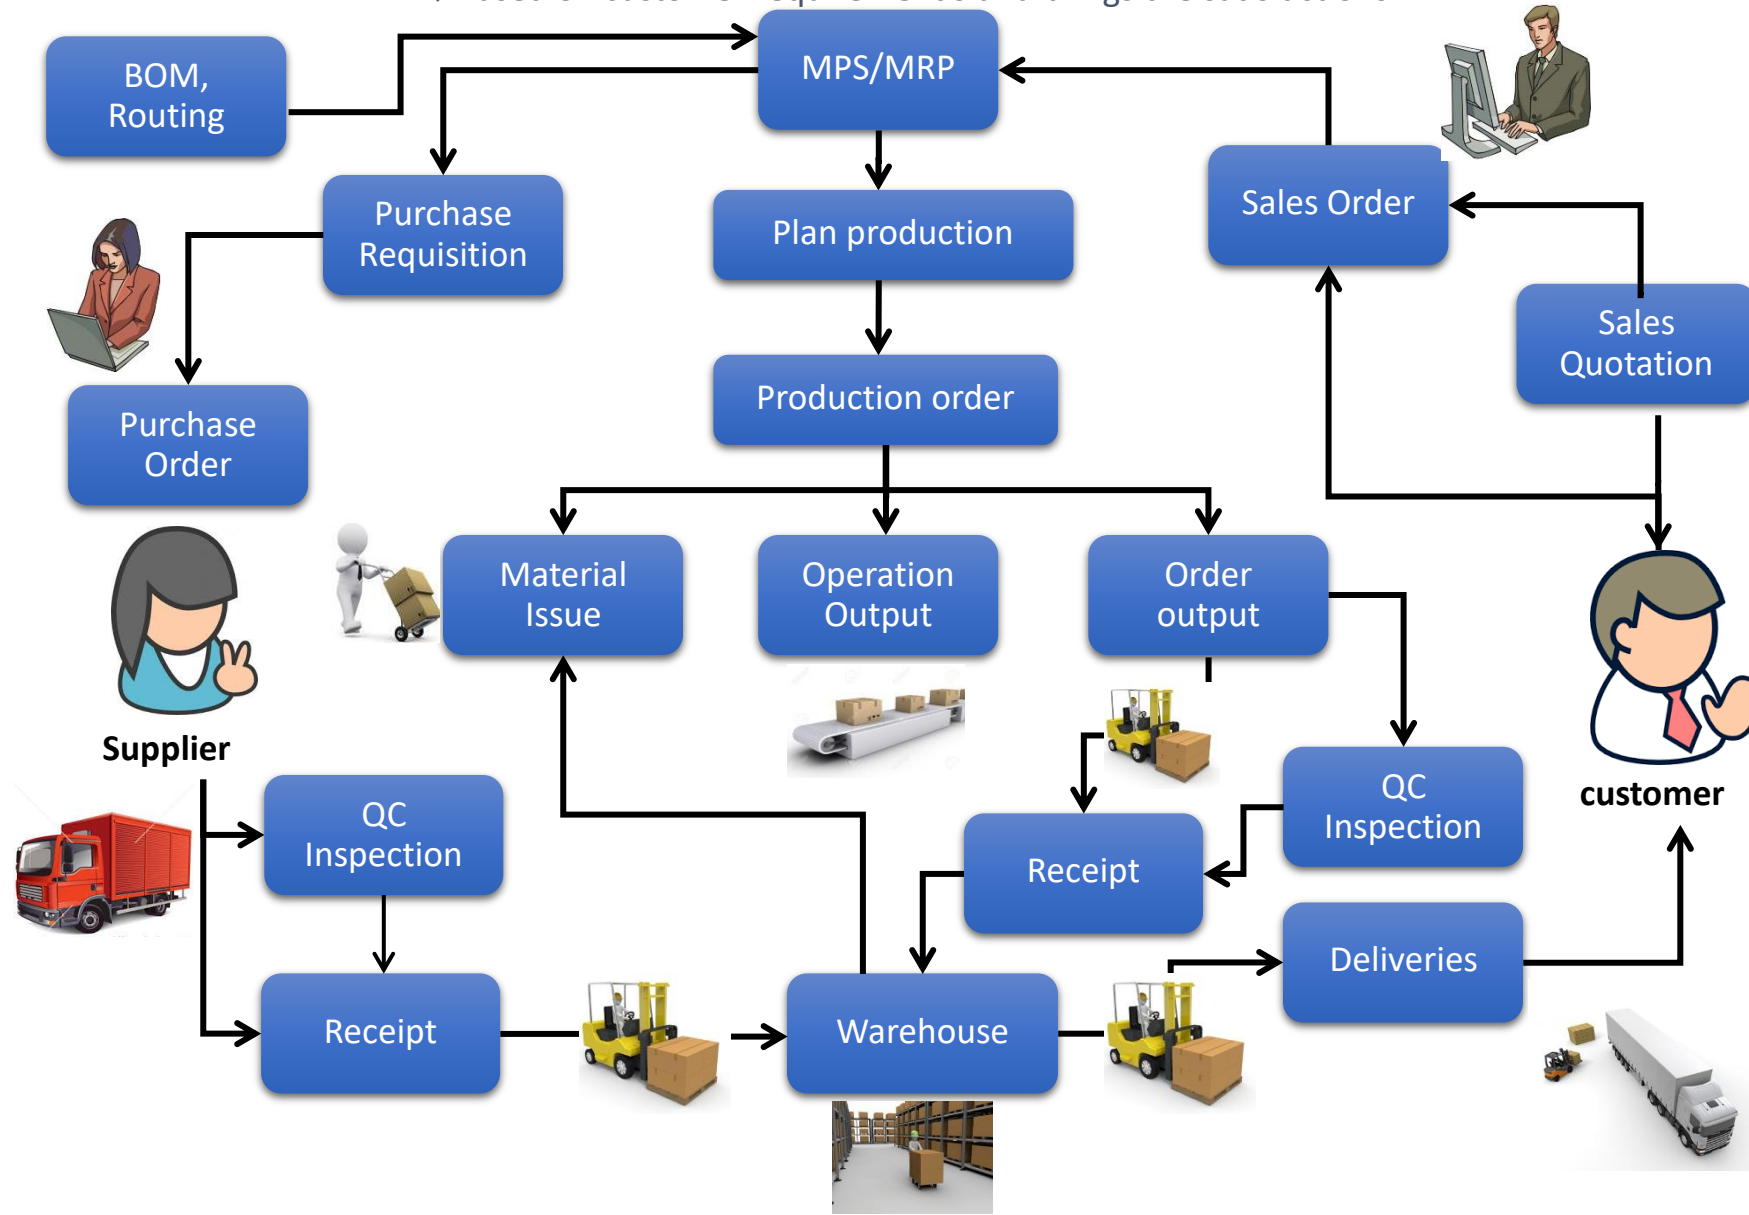 MPS/MRP
BOM,
Routing
Sales Order
Purchase
Requisition
Plan production
Sales
Quotation
Production order
Purchase
Order
Material
Issue
Operation
Output
Order
output
Supplier
customer
QC
Inspection
QC
Inspection
Receipt
Deliveries
Receipt
Warehouse